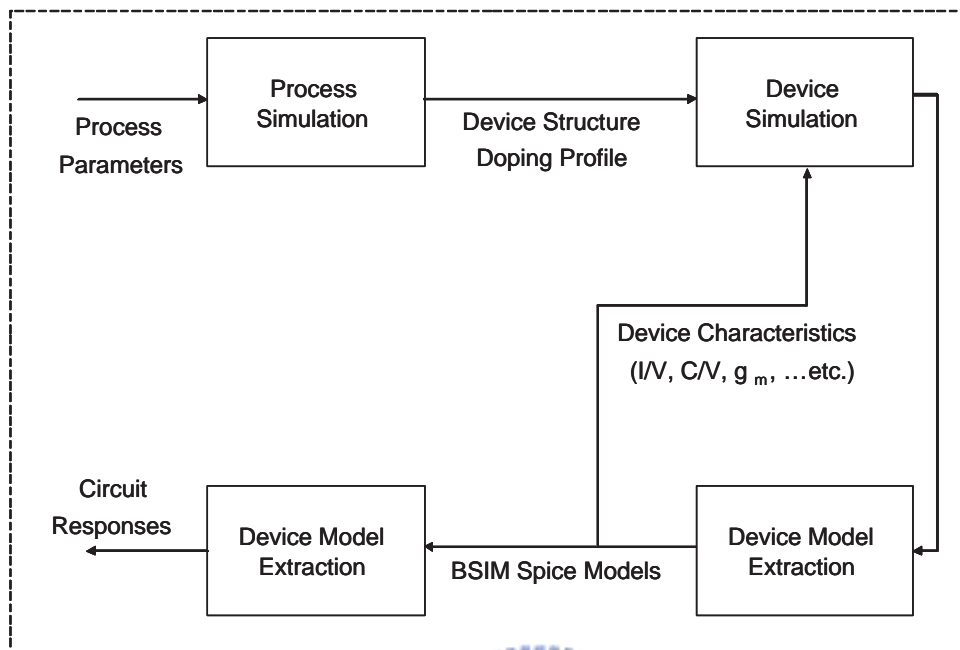 Process
Simulation
Device
Simulation
Process
Parameters
Device Structure
Doping Profile
Device Characteristics
(I/V, C/V, g m, …etc.)
Circuit
Responses
Device Model
Extraction
BSIM Spice Models
Device Model
Extraction